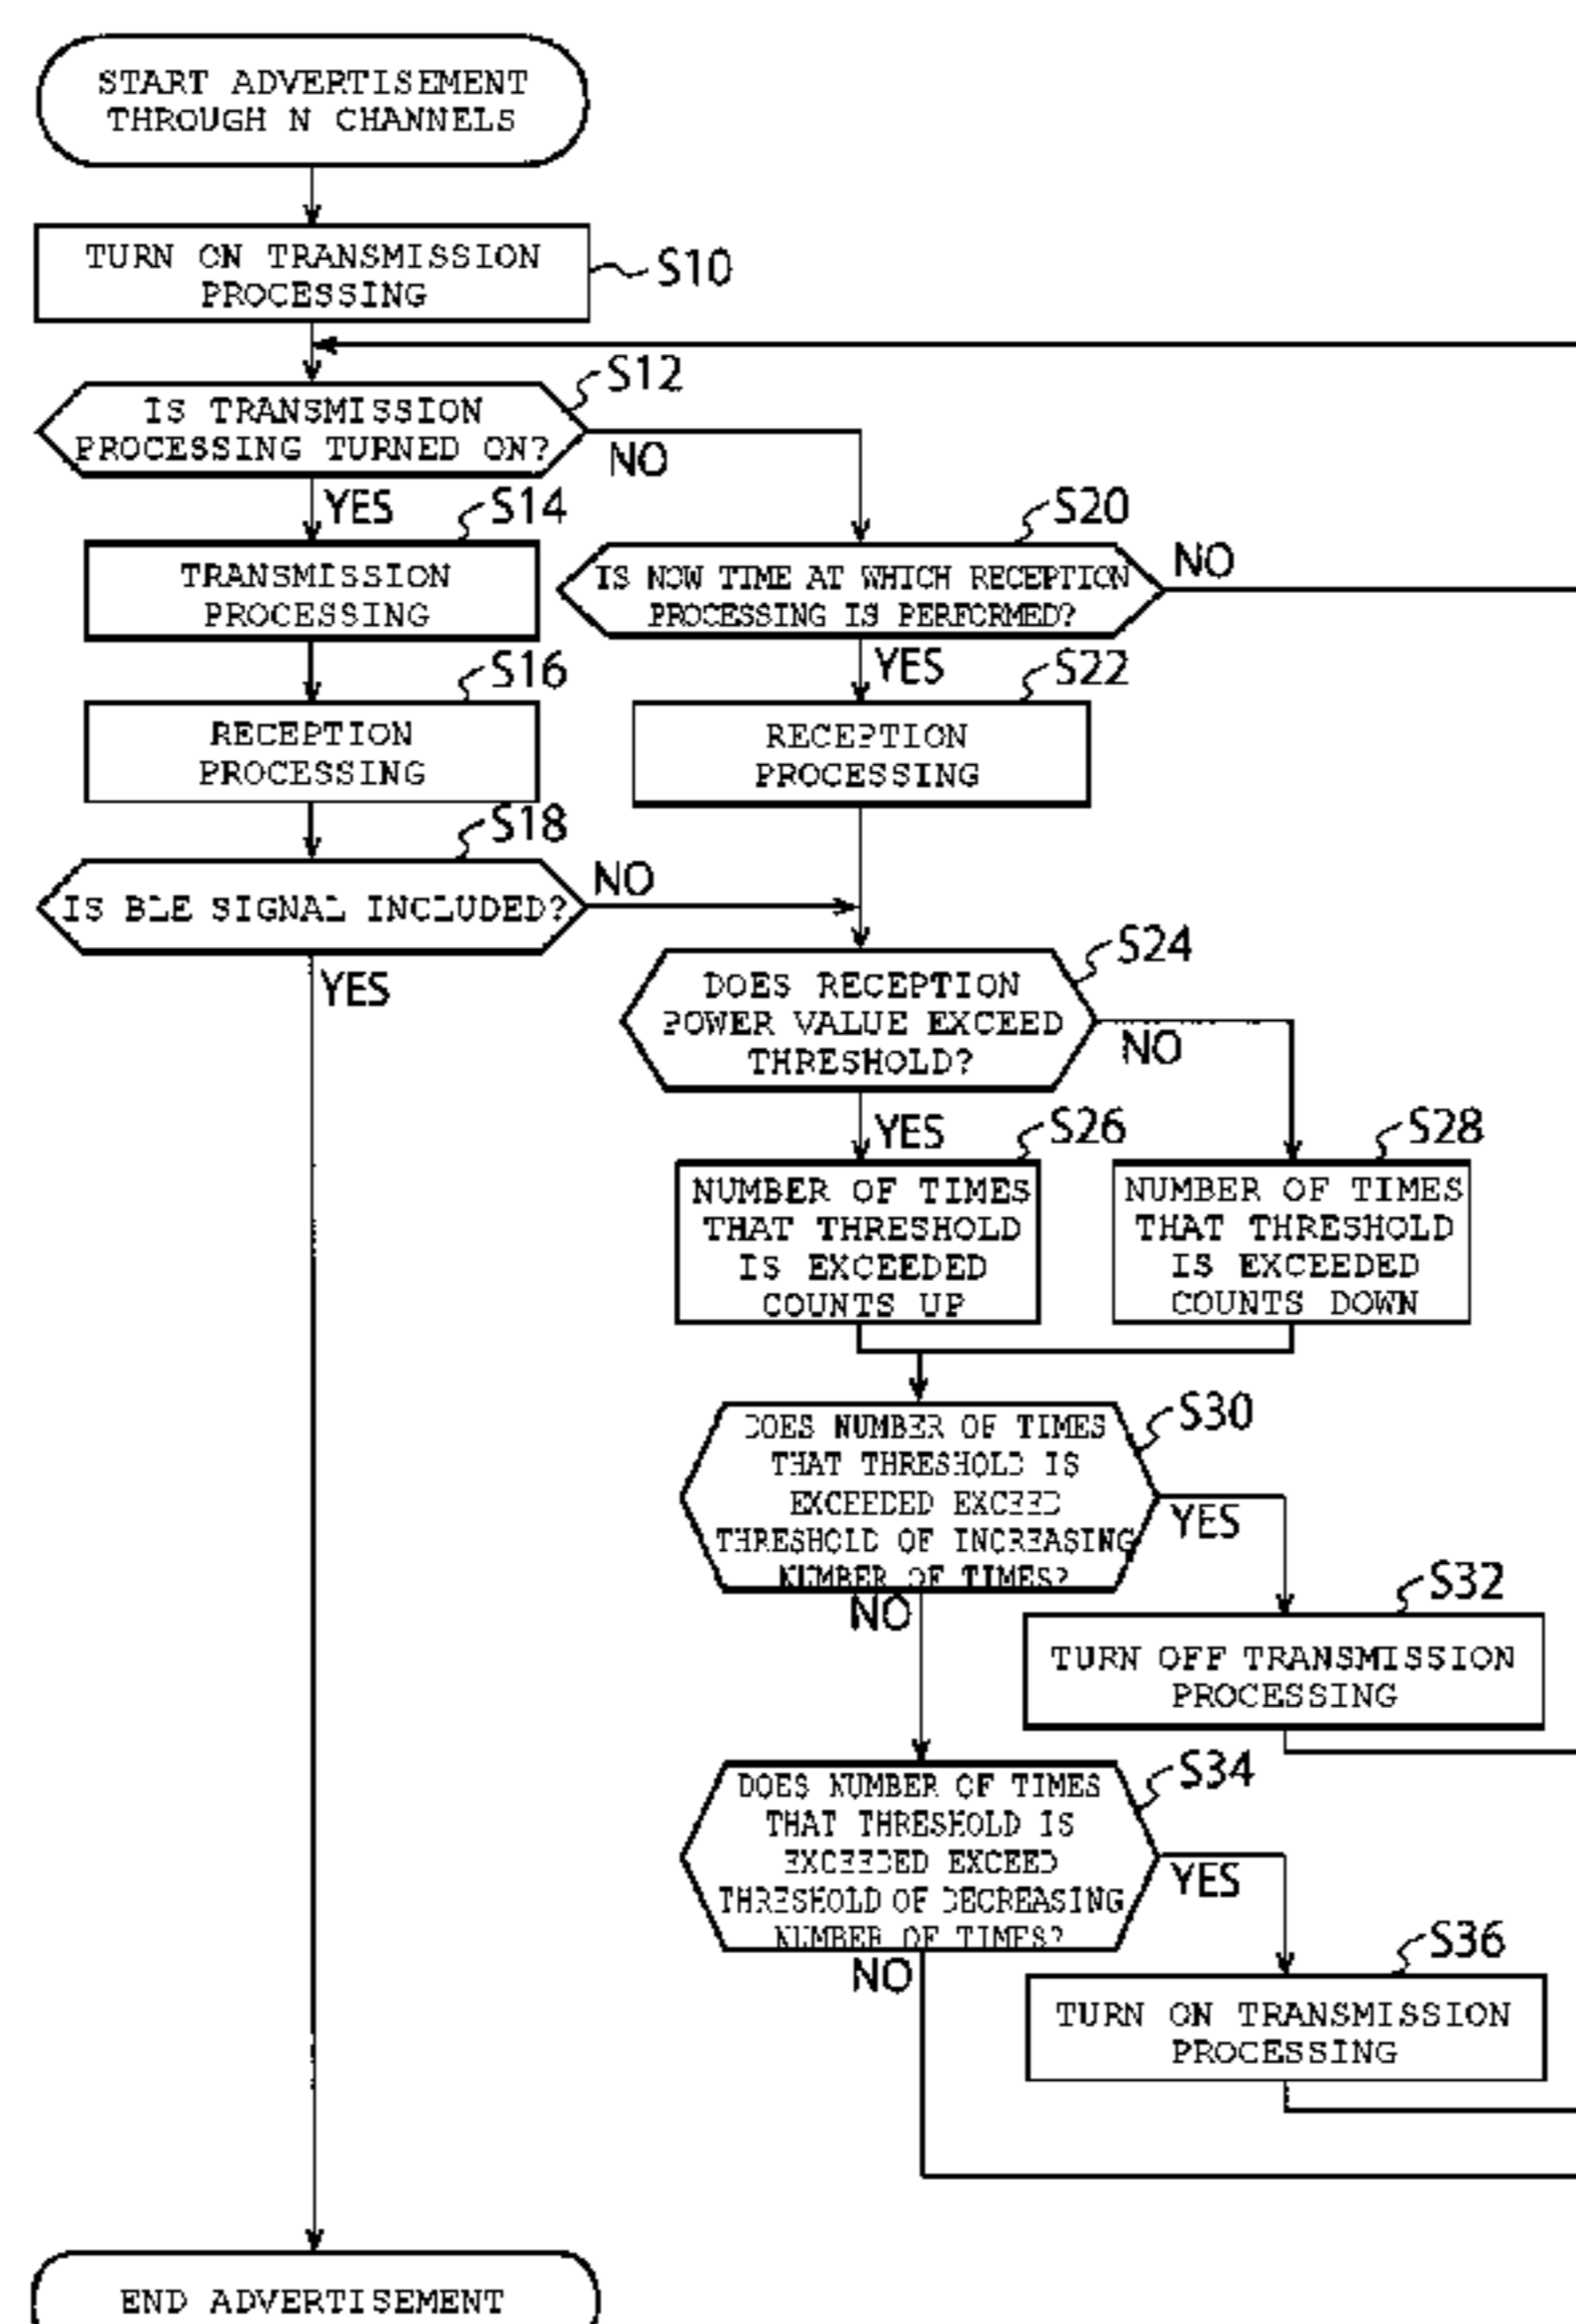 START ADVERTISEMENT
THROUGH N CHANNELS
TURN ON TRANSMISSION
PROCESSING
S10
S12
IS TRANSMISSION
PROCESSING TURNED ON?
NO
YES
S14
TRANSMISSION
PROCESSING
S20
IS NOW TIME AT WHICH RECEPTION
PROCESSING IS PERFORMED?
NO
YES
S16
RECEPTION
PROCESSING
S22
RECEPTION
PROCESSING
S18
IS BLE SIGNAL INCLUDED?
NO
YES
S24
DOES RECEPTION
POWER VALUE EXCEED
THRESHOLD?
NO
YES
S26
NUMBER OF TIMES
THAT THRESHOLD
IS EXCEEDED
COUNTS UP
S28
NUMBER OF TIMES
THAT THRESHOLD
IS EXCEEDED
COUNTS DOWN
S30
DOES NUMBER OF TIMES
THAT THRESHOLD IS
EXCEEDED EXCEED
THRESHOLD OF INCREASING
NUMBER OF TIMES?
YES
NO
S32
TURN OFF TRANSMISSION
PROCESSING
S34
DOES NUMBER OF TIMES
THAT THRESHOLD IS
EXCEEDED EXCEED
THRESHOLD OF DECREASING
NUMBER OF TIMES?
YES
NO
S36
TURN ON TRANSMISSION
PROCESSING
END ADVERTISEMENT